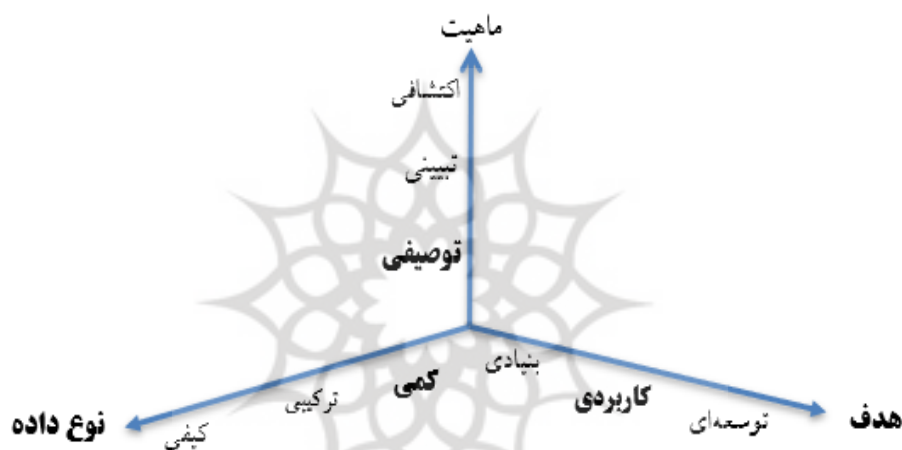 ماهیت
اکتشافی
تبیینی
توصیفی
بنیادی
کمی
کاربردی
ترکیبی
هدف
توسعه‌ای
کیفی
نوع داده